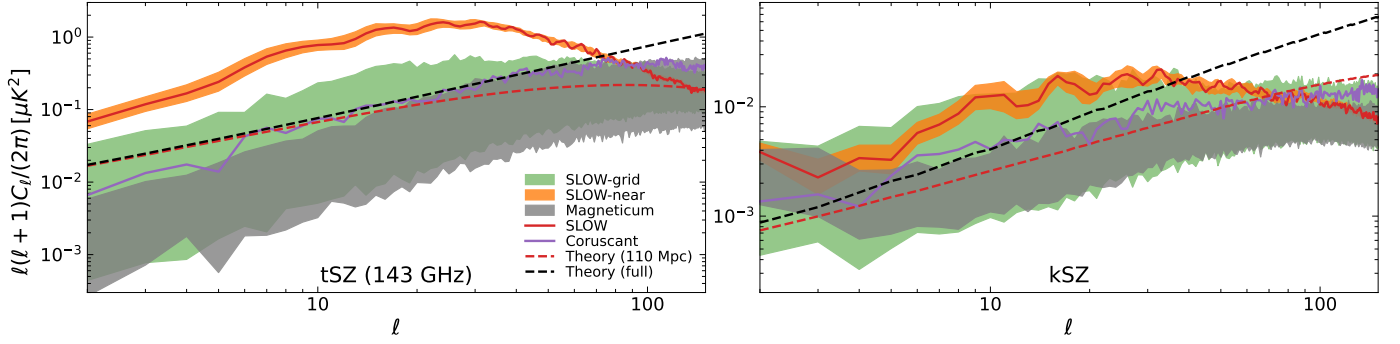 ℓ(ℓ + 1)C_ℓ/(2π) [μK²]
10⁰
10⁻¹
10⁻²
10⁻³
SLOW-grid
SLOW-near
Magneticum
SLOW
Coruscant
Theory (110 Mpc)
Theory (full)
tSZ (143 GHz)
10
100
ℓ
10⁻²
10⁻³
kSZ
10
100
ℓ